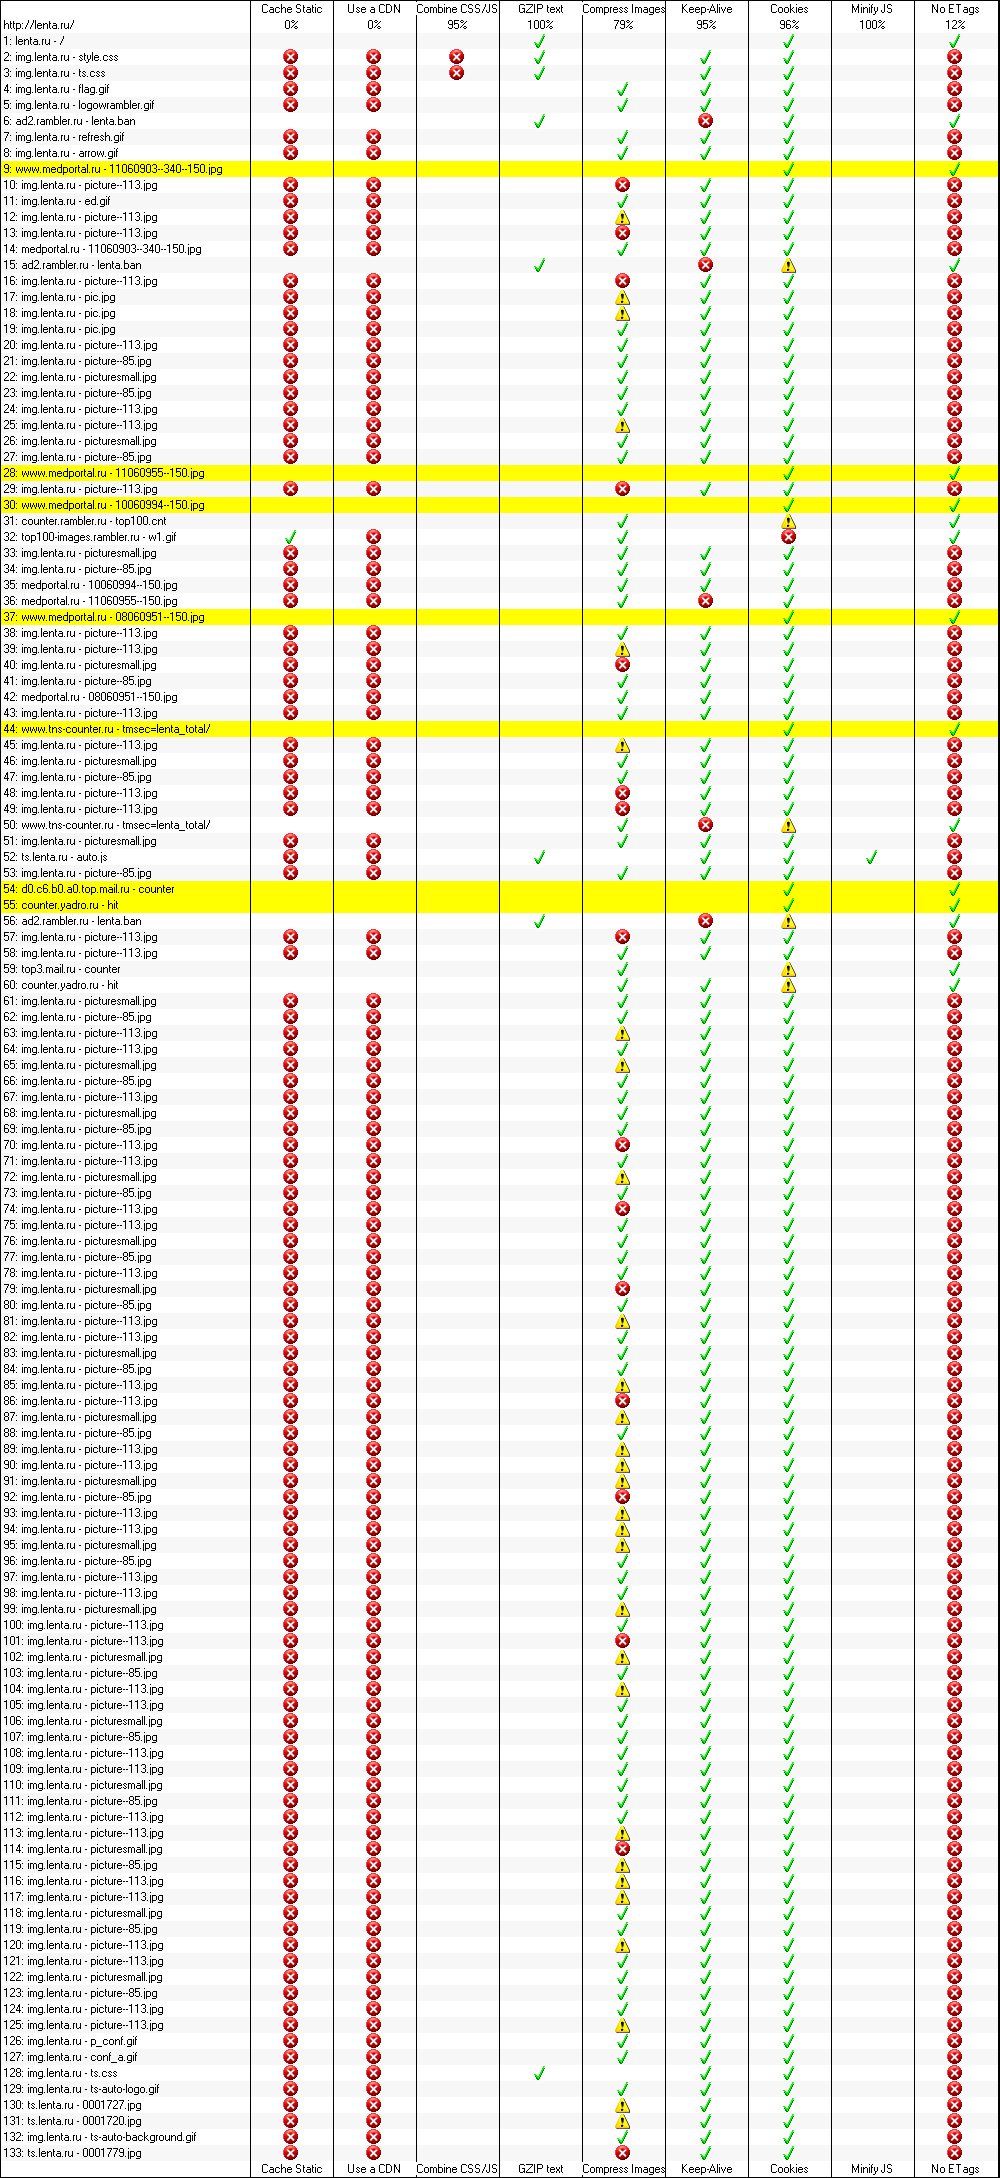 Cache Static Use a CDN Combine CSS/JS GZIP text Compress Images Keep-Alive Cookies Minify JS No ETags
http://lenta.ru/ 0% 0% 95% 100% 79% 95% 96% 100% 12%
1: lenta.ru - /
2: img.lenta.ru - style.css
3: img.lenta.ru - ts.css
4: img.lenta.ru - flag.gif
5: img.lenta.ru - logowrambler.gif
6: ad2.rambler.ru - lenta.ban
7: img.lenta.ru - refresh.gif
8: img.lenta.ru - arrow.gif
9: www.medportal.ru - 11060903--340--150.jpg
10: img.lenta.ru - picture--113.jpg
11: img.lenta.ru - ed.gif
12: img.lenta.ru - picture--113.jpg
13: img.lenta.ru - picture--113.jpg
14: medportal.ru - 11060903--340--150.jpg
15: ad2.rambler.ru - lenta.ban
16: img.lenta.ru - picture--113.jpg
17: img.lenta.ru - pic.jpg
18: img.lenta.ru - pic.jpg
19: img.lenta.ru - pic.jpg
20: img.lenta.ru - picture--113.jpg
21: img.lenta.ru - picture--85.jpg
22: img.lenta.ru - picturesmall.jpg
23: img.lenta.ru - picture--85.jpg
24: img.lenta.ru - picture--113.jpg
25: img.lenta.ru - picture--113.jpg
26: img.lenta.ru - picturesmall.jpg
27: img.lenta.ru - picture--85.jpg
28: www.medportal.ru - 11060955--150.jpg
29: img.lenta.ru - picture--113.jpg
30: www.medportal.ru - 10060994--150.jpg
31: counter.rambler.ru - top100.cnt
32: top100-images.rambler.ru - w1.gif
33: img.lenta.ru - picturesmall.jpg
34: img.lenta.ru - picture--85.jpg
35: medportal.ru - 10060994--150.jpg
36: medportal.ru - 11060955--150.jpg
37: www.medportal.ru - 08060951--150.jpg
38: img.lenta.ru - picture--113.jpg
39: img.lenta.ru - picture--113.jpg
40: img.lenta.ru - picturesmall.jpg
41: img.lenta.ru - picture--85.jpg
42: medportal.ru - 08060951--150.jpg
43: img.lenta.ru - picture--113.jpg
44: www.tns-counter.ru - tmsec=lenta_total/
45: img.lenta.ru - picture--113.jpg
46: img.lenta.ru - picturesmall.jpg
47: img.lenta.ru - picture--85.jpg
48: img.lenta.ru - picture--113.jpg
49: img.lenta.ru - picture--113.jpg
50: www.tns-counter.ru - tmsec=lenta_total/
51: img.lenta.ru - picturesmall.jpg
52: ts.lenta.ru - auto.js
53: img.lenta.ru - picture--85.jpg
54: d0.c6.b0.a0.top.mail.ru - counter
55: counter.yadro.ru - hit
56: ad2.rambler.ru - lenta.ban
57: img.lenta.ru - picture--113.jpg
58: img.lenta.ru - picture--113.jpg
59: top3.mail.ru - counter
60: counter.yadro.ru - hit
61: img.lenta.ru - picturesmall.jpg
62: img.lenta.ru - picture--85.jpg
63: img.lenta.ru - picture--113.jpg
64: img.lenta.ru - picture--113.jpg
65: img.lenta.ru - picturesmall.jpg
66: img.lenta.ru - picture--85.jpg
67: img.lenta.ru - picture--113.jpg
68: img.lenta.ru - picturesmall.jpg
69: img.lenta.ru - picture--85.jpg
70: img.lenta.ru - picture--113.jpg
71: img.lenta.ru - picture--113.jpg
72: img.lenta.ru - picturesmall.jpg
73: img.lenta.ru - picture--85.jpg
74: img.lenta.ru - picture--113.jpg
75: img.lenta.ru - picture--113.jpg
76: img.lenta.ru - picturesmall.jpg
77: img.lenta.ru - picture--85.jpg
78: img.lenta.ru - picture--113.jpg
79: img.lenta.ru - picturesmall.jpg
80: img.lenta.ru - picture--85.jpg
81: img.lenta.ru - picture--113.jpg
82: img.lenta.ru - picture--113.jpg
83: img.lenta.ru - picturesmall.jpg
84: img.lenta.ru - picture--85.jpg
85: img.lenta.ru - picture--113.jpg
86: img.lenta.ru - picture--113.jpg
87: img.lenta.ru - picturesmall.jpg
88: img.lenta.ru - picture--85.jpg
89: img.lenta.ru - picture--113.jpg
90: img.lenta.ru - picture--113.jpg
91: img.lenta.ru - picturesmall.jpg
92: img.lenta.ru - picture--85.jpg
93: img.lenta.ru - picture--113.jpg
94: img.lenta.ru - picture--113.jpg
95: img.lenta.ru - picturesmall.jpg
96: img.lenta.ru - picture--85.jpg
97: img.lenta.ru - picture--113.jpg
98: img.lenta.ru - picture--113.jpg
99: img.lenta.ru - picturesmall.jpg
100: img.lenta.ru - picture--113.jpg
101: img.lenta.ru - picture--113.jpg
102: img.lenta.ru - picturesmall.jpg
103: img.lenta.ru - picture--85.jpg
104: img.lenta.ru - picture--113.jpg
105: img.lenta.ru - picture--113.jpg
106: img.lenta.ru - picturesmall.jpg
107: img.lenta.ru - picture--85.jpg
108: img.lenta.ru - picture--113.jpg
109: img.lenta.ru - picture--113.jpg
110: img.lenta.ru - picturesmall.jpg
111: img.lenta.ru - picture--85.jpg
112: img.lenta.ru - picture--113.jpg
113: img.lenta.ru - picture--113.jpg
114: img.lenta.ru - picturesmall.jpg
115: img.lenta.ru - picture--85.jpg
116: img.lenta.ru - picture--113.jpg
117: img.lenta.ru - picture--113.jpg
118: img.lenta.ru - picturesmall.jpg
119: img.lenta.ru - picture--85.jpg
120: img.lenta.ru - picture--113.jpg
121: img.lenta.ru - picture--113.jpg
122: img.lenta.ru - picturesmall.jpg
123: img.lenta.ru - picture--85.jpg
124: img.lenta.ru - picture--113.jpg
125: img.lenta.ru - picture--113.jpg
126: img.lenta.ru - p_conf.gif
127: img.lenta.ru - conf_a.gif
128: img.lenta.ru - ts.css
129: img.lenta.ru - ts-auto-logo.gif
130: ts.lenta.ru - 0001727.jpg
131: ts.lenta.ru - 0001720.jpg
132: img.lenta.ru - ts-auto-background.gif
133: ts.lenta.ru - 0001779.jpg
Cache Static Use a CDN Combine CSS/JS GZIP text Compress Images Keep-Alive Cookies Minify JS No ETags